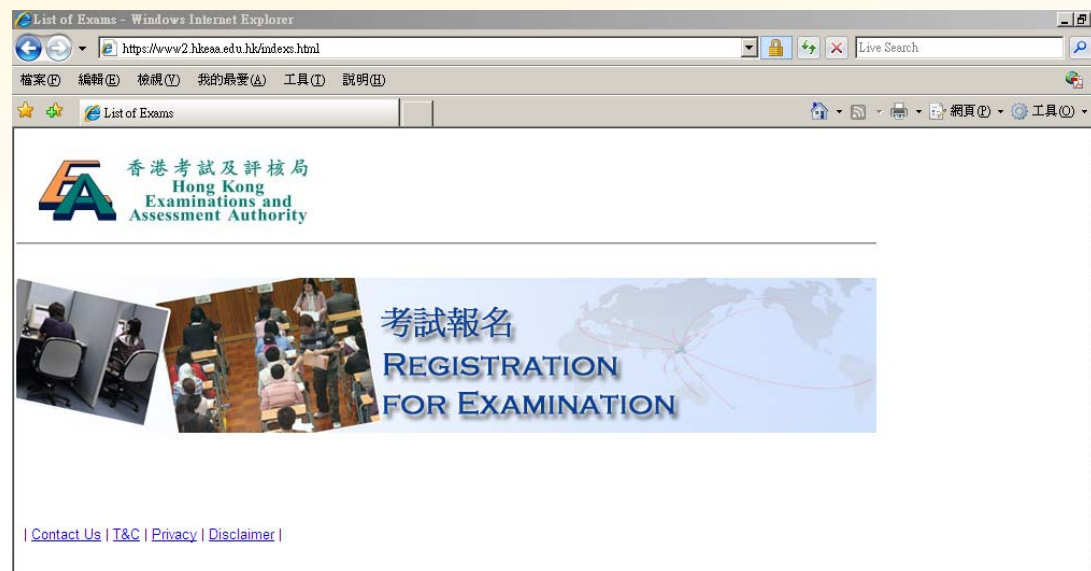 List of Exams - Windows Internet Explorer
https://www2.hkeaa.edu.hk/indexs.html
Live Search
檔案(F) 編輯(E) 檢視(V) 我的最愛(A) 工具(T) 說明(H)
List of Exams
網頁(P) 工具(O)
香港考試及評核局
Hong Kong
Examinations and
Assessment Authority
考試報名
REGISTRATION
FOR EXAMINATION
| Contact Us | T&C | Privacy | Disclaimer |